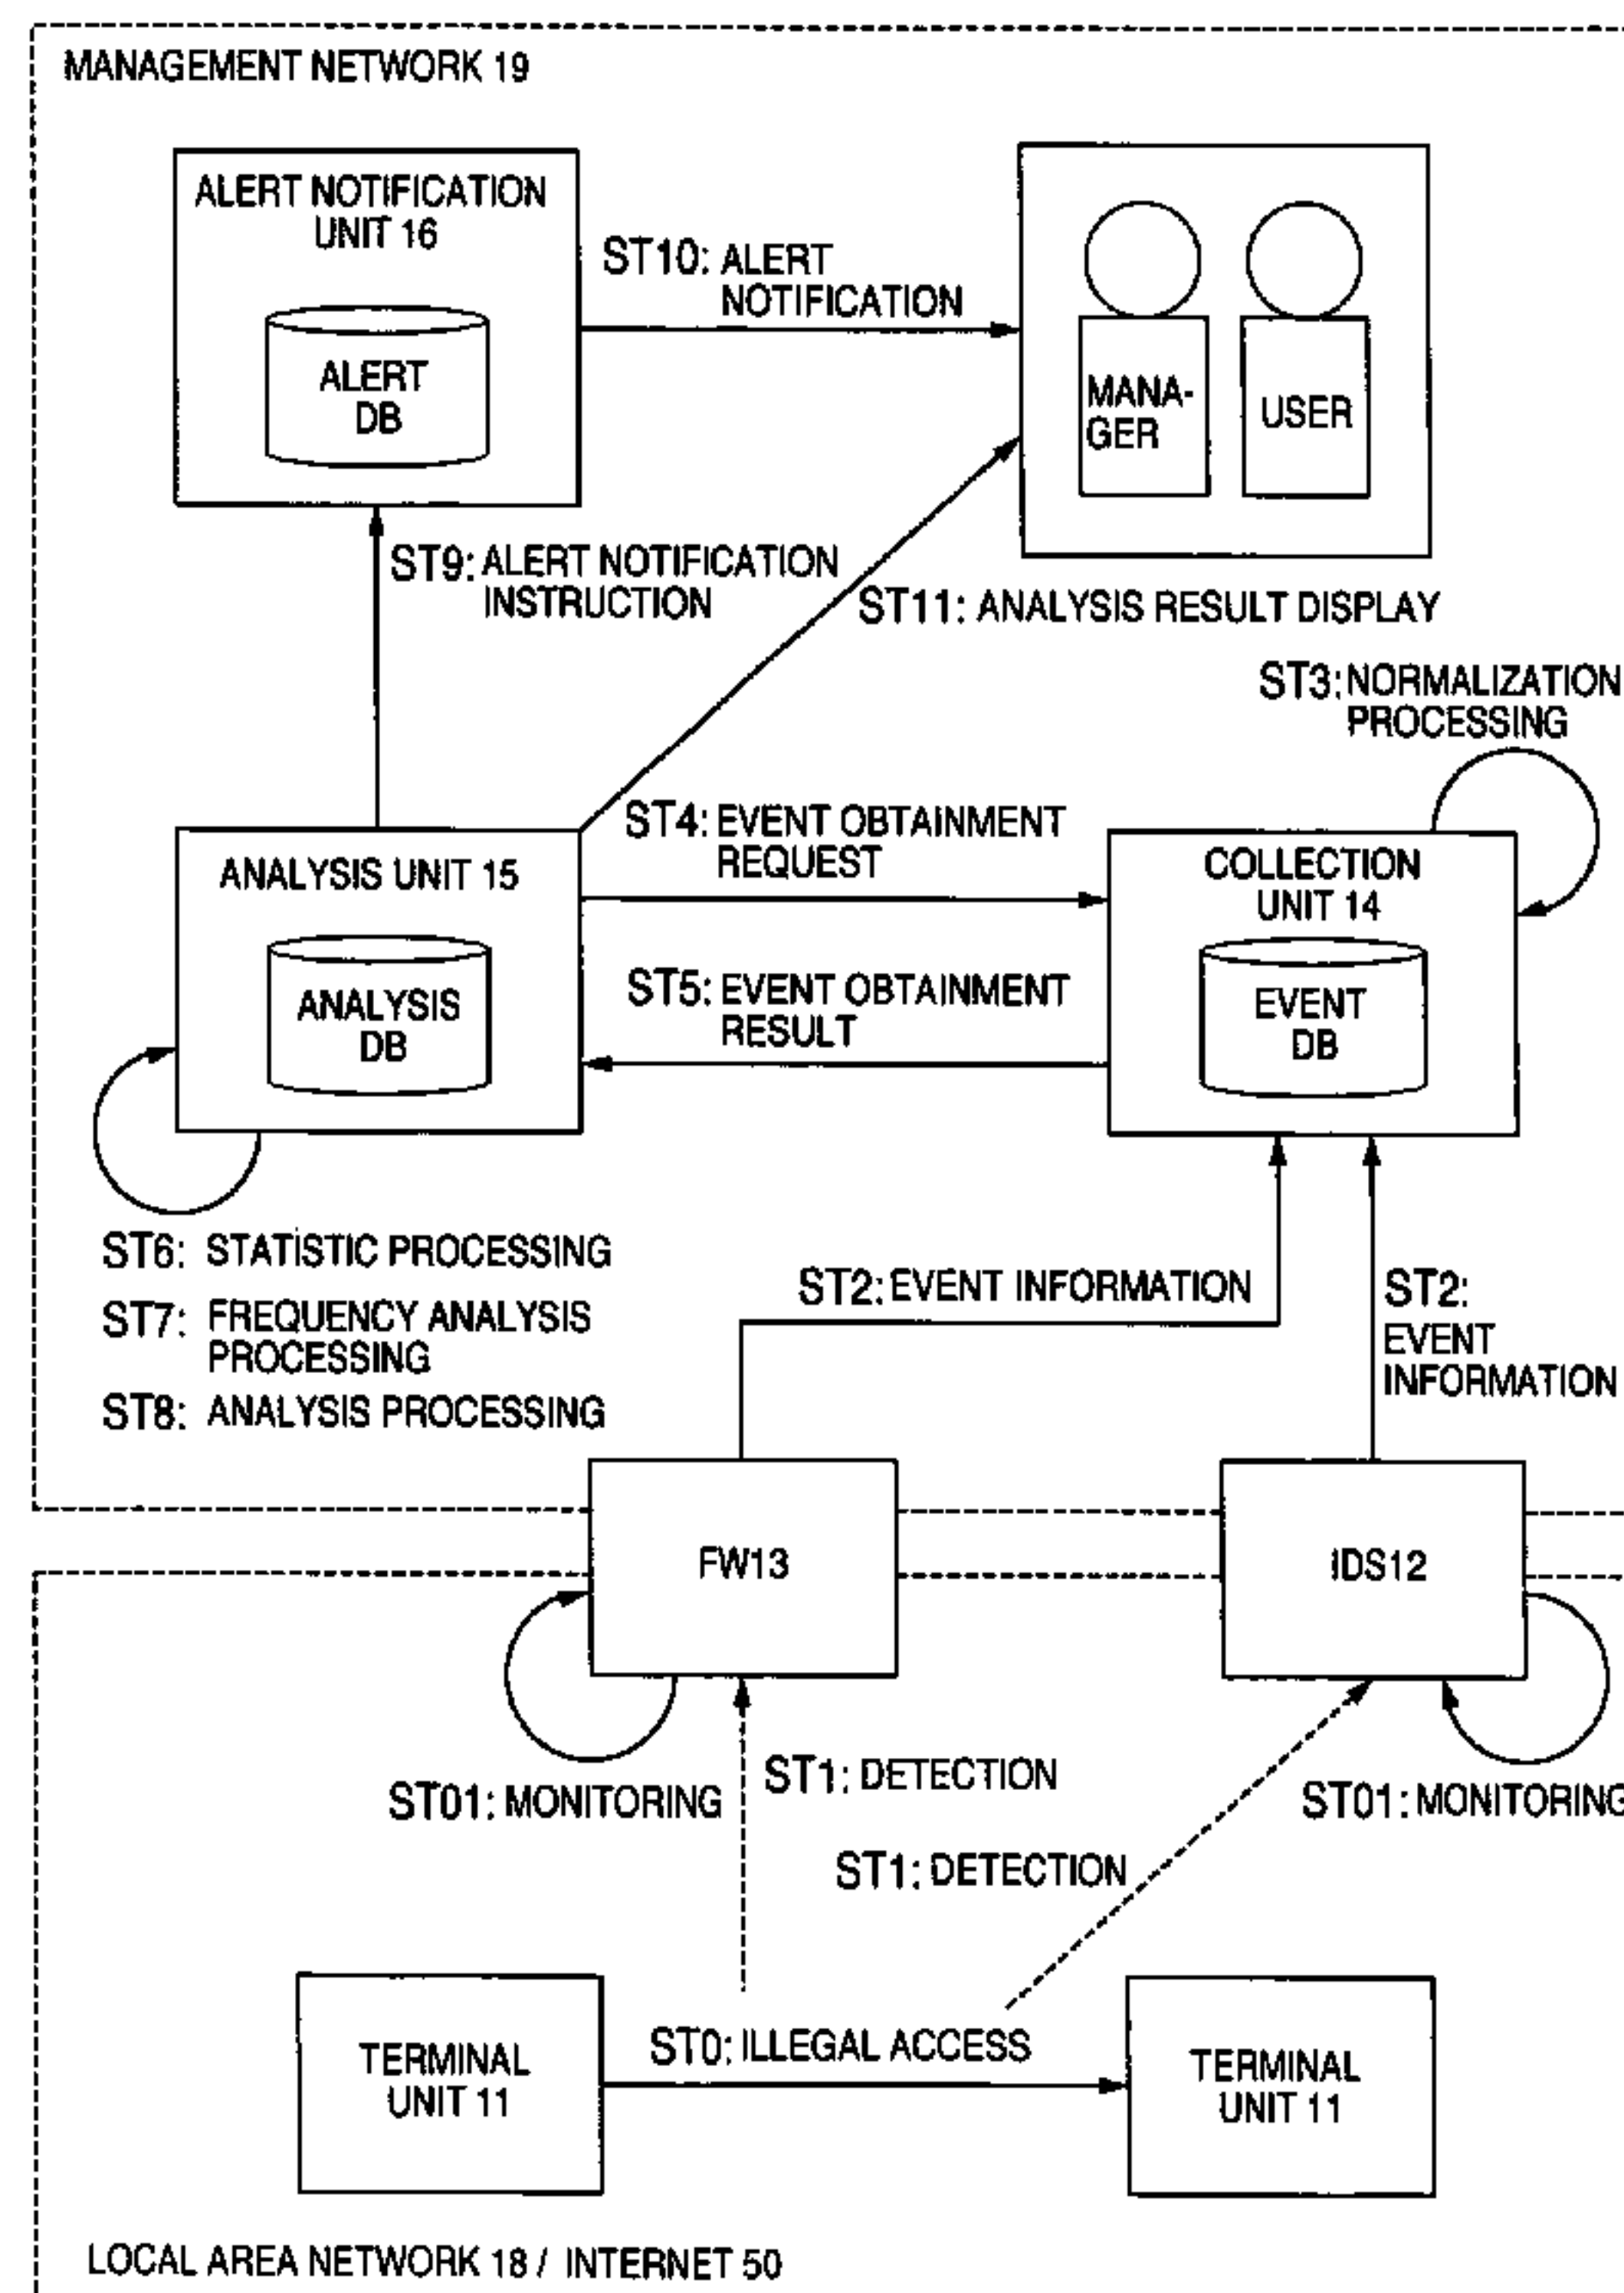 MANAGEMENT NETWORK 19
ALERT NOTIFICATION
UNIT 16
ALERT
DB
ST10: ALERT
NOTIFICATION
MANA-
GER
USER
ST9: ALERT NOTIFICATION
INSTRUCTION
ST11: ANALYSIS RESULT DISPLAY
ST3: NORMALIZATION
PROCESSING
ANALYSIS UNIT 15
ANALYSIS
DB
ST4: EVENT OBTAINMENT
REQUEST
ST5: EVENT OBTAINMENT
RESULT
COLLECTION
UNIT 14
EVENT
DB
ST6: STATISTIC PROCESSING
ST7: FREQUENCY ANALYSIS
PROCESSING
ST8: ANALYSIS PROCESSING
ST2: EVENT INFORMATION
ST2:
EVENT
INFORMATION
FW13
IDS12
ST01: MONITORING
ST1: DETECTION
ST1: DETECTION
ST01: MONITORING
TERMINAL
UNIT 11
ST0: ILLEGAL ACCESS
TERMINAL
UNIT 11
LOCAL AREA NETWORK 18 / INTERNET 50